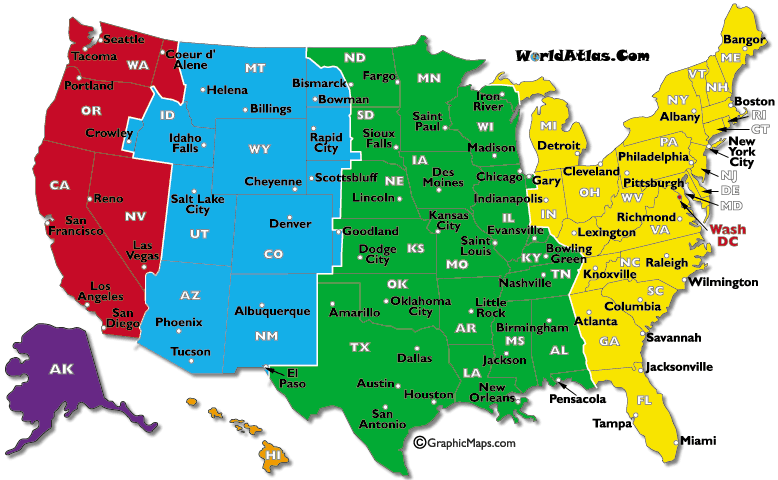 WorldAtlas.Com
Seattle
Tacoma
WA
Coeur d'
Alene
Portland
OR
Crowley
CA
NV
Reno
San
Francisco
Las
Vegas
Los
Angeles
San
Diego
MT
Helena
Billings
ID
Idaho
Falls
WY
Cheyenne
Salt Lake
City
UT
Denver
CO
AZ
Phoenix
Tucson
Albuquerque
NM
El
Paso
Bismarck
Bowman
Rapid
City
Scottsbluff
Goodland
ND
Fargo
MN
Saint
Paul
SD
Sioux
Falls
IA
Des
Moines
NE
Lincoln
Iron
River
WI
Madison
Chicago
IL
Kansas
City
Saint
Louis
KS
Dodge
City
MO
OK
Oklahoma
City
Amarillo
TX
Dallas
Austin
San
Antonio
Houston
AR
Little
Rock
LA
New
Orleans
MS
Jackson
AL
Birmingham
Pensacola
TN
Nashville
KY
Bowling
Green
Evansville
Gary
Indianapolis
IN
MI
Detroit
OH
Cleveland
Lexington
Knoxville
Bangor
ME
VT
NH
NY
Albany
Boston
RI
CT
New
York
City
PA
Philadelphia
Pittsburgh
NJ
DE
MD
WV
Richmond
VA
Wash
DC
NC
Raleigh
Wilmington
SC
Columbia
Atlanta
GA
Savannah
Jacksonville
FL
Tampa
Miami
AK
HI
©GraphicMaps.com